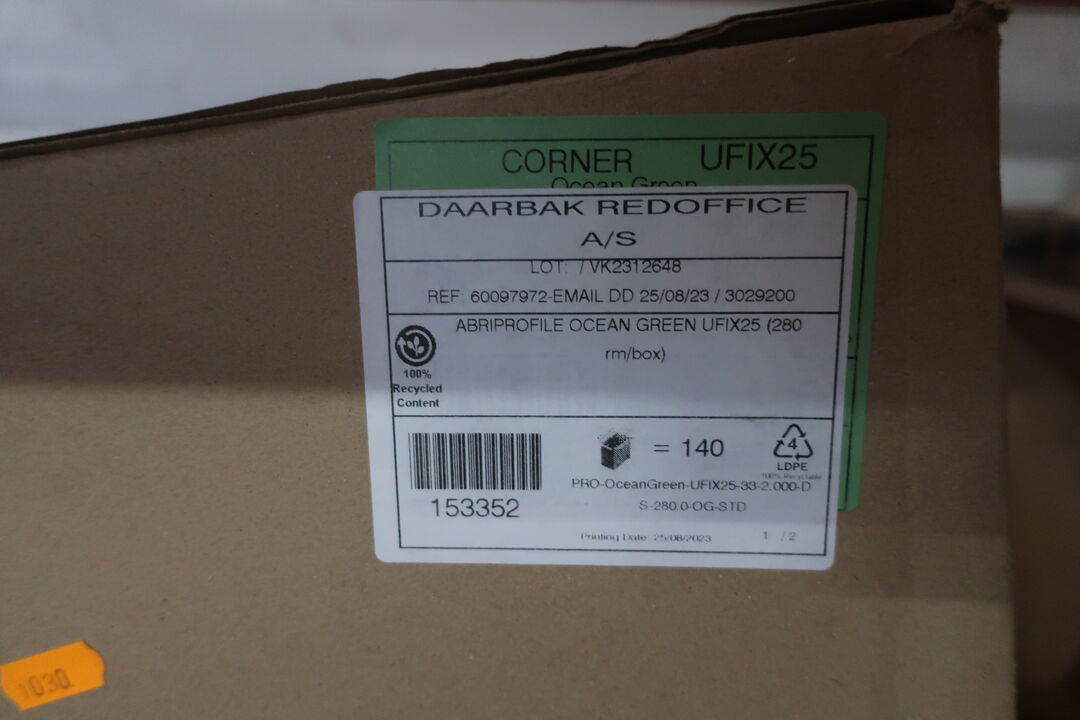 CORNER UFIX25
Ocean Green
DAARBAK REDOFFICE
A/S
LOT: / VK2312648
REF: 60097972-EMAIL DD 25/08/23 / 3029200
ABRIPROFILE OCEAN GREEN UFIX25 (280
rm/box)
100%
Recycled
Content
= 140
4
LDPE
100% Recyclable
PRO-OceanGreen-UFIX25-33-2.000-D
S-280.0-OG-STD
153352
Printing Date: 25/08/2023
1 / 2
1030